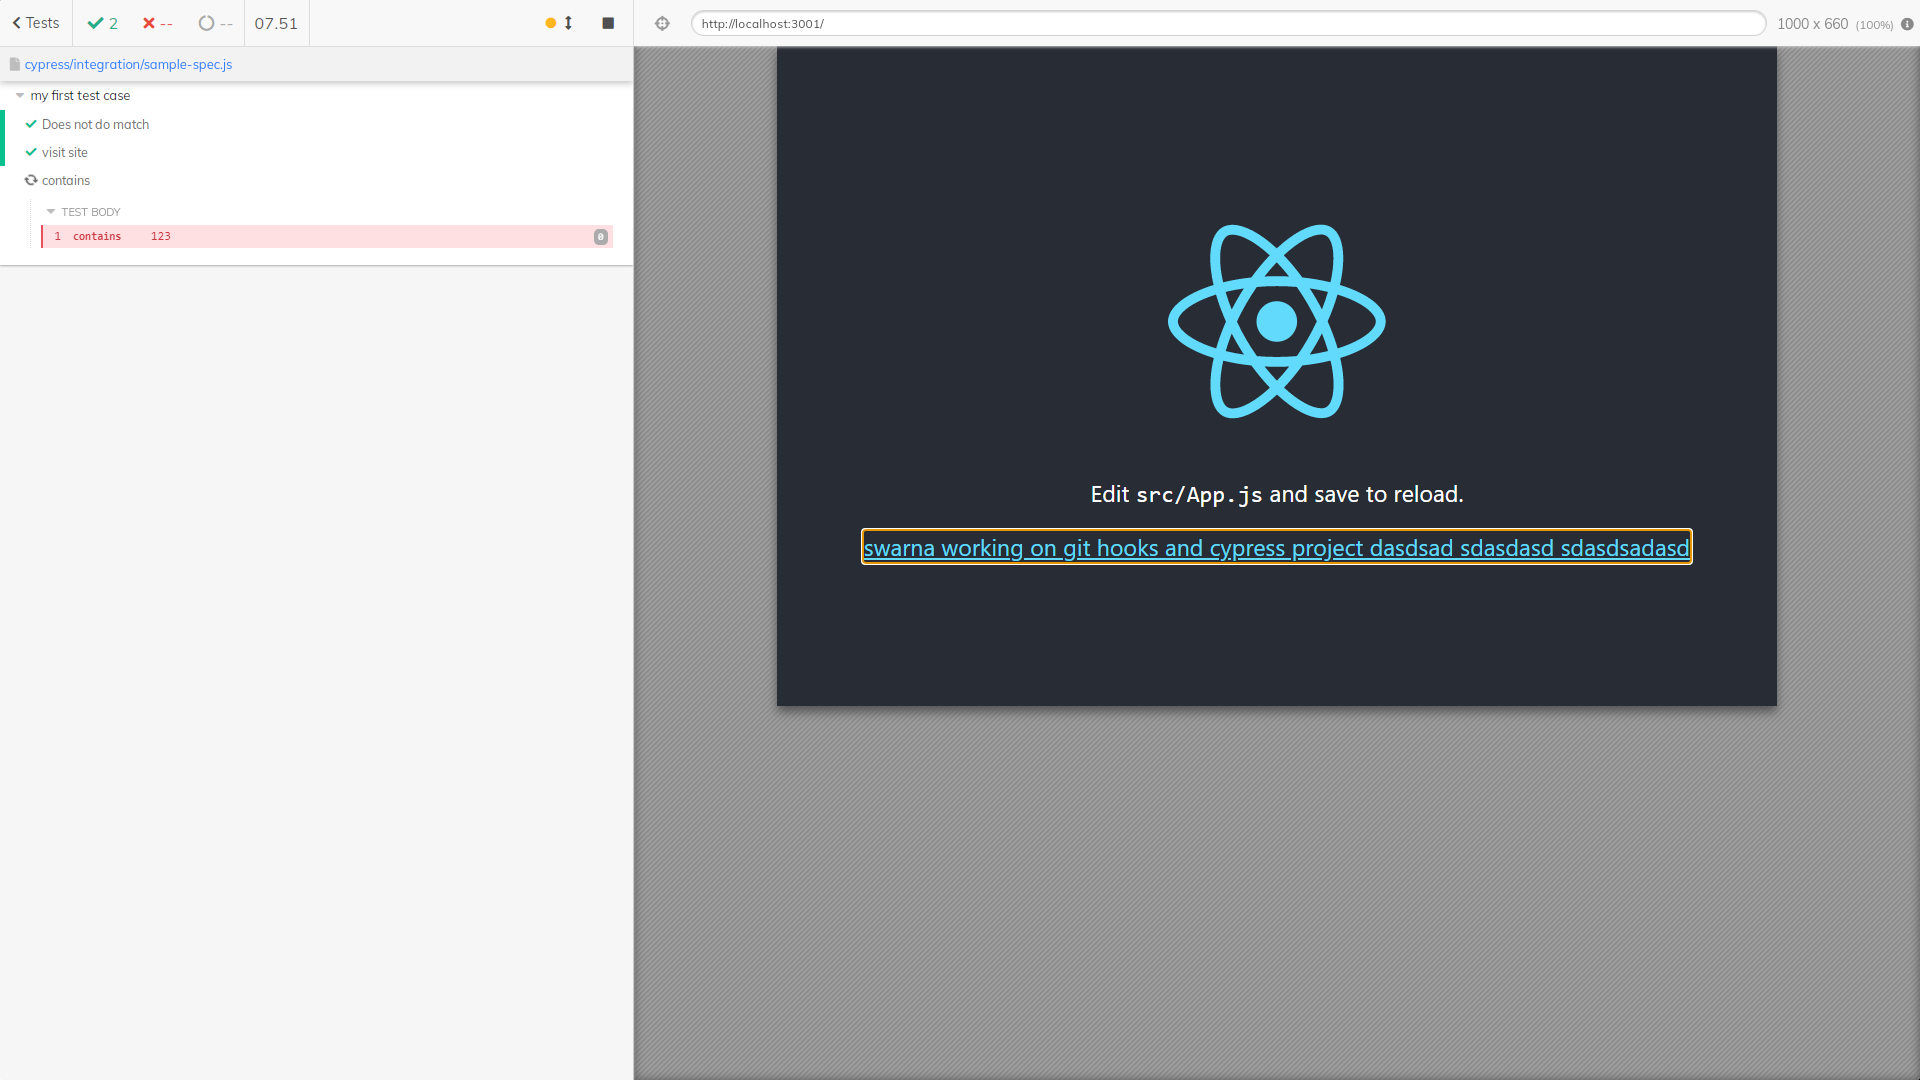 Tests 2 -- -- 07.51
http://localhost:3001/ 1000 x 660 (100%)
cypress/integration/sample-spec.js
my first test case
Does not do match
visit site
contains
TEST BODY
1 contains 123 0
Edit src/App.js and save to reload.
swarna working on git hooks and cypress project dasdsad sdasdasd sdasdsadasd